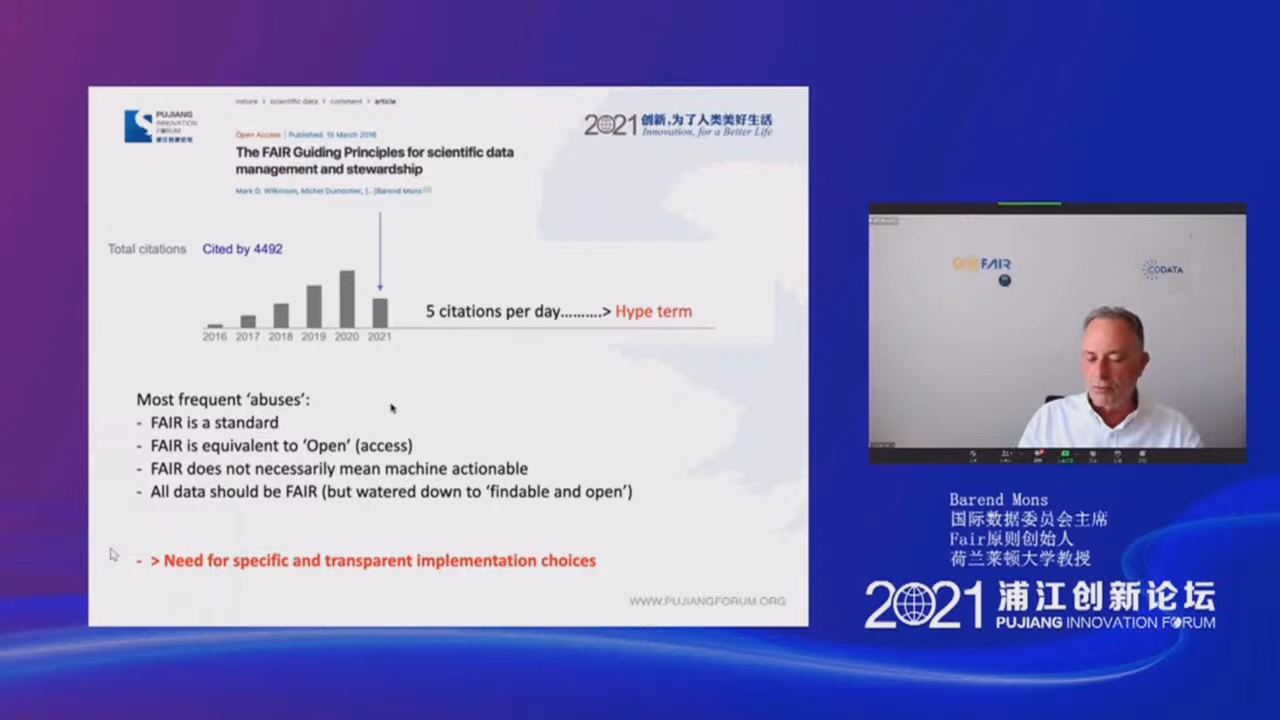 PUJIANG
INNOVATION
FORUM
浦江创新论坛
nature > scientific data > comment > article
Open Access | Published: 15 March 2016
The FAIR Guiding Principles for scientific data
management and stewardship
Mark D. Wilkinson, Michel Dumontier, […]Barend Mons
2021 创新,为了人类美好生活
Innovation, for a Better Life
Total citations Cited by 4492
5 citations per day..........> Hype term
2016 2017 2018 2019 2020 2021
Most frequent ‘abuses’:
- FAIR is a standard
- FAIR is equivalent to ‘Open’ (access)
- FAIR does not necessarily mean machine actionable
- All data should be FAIR (but watered down to ‘findable and open’)
- > Need for specific and transparent implementation choices
WWW.PUJIANGFORUM.ORG
GO FAIR
CODATA
Barend Mons
国际数据委员会主席
Fair原则创始人
荷兰莱顿大学教授
2021 浦江创新论坛
PUJIANG INNOVATION FORUM